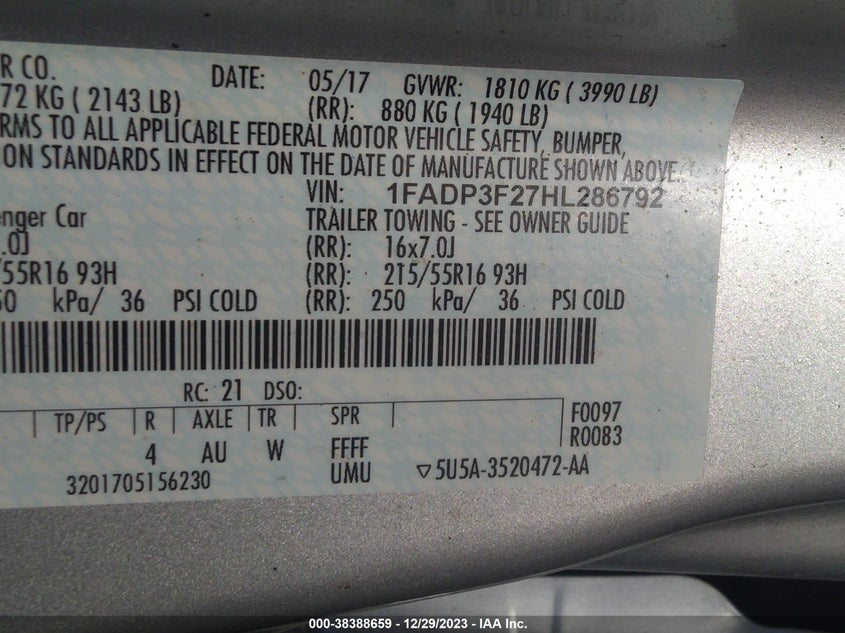 R CO. DATE: 05/17 GVWR: 1810 KG ( 3990 LB)
72 KG ( 2143 LB) (RR): 880 KG ( 1940 LB)
RMS TO ALL APPLICABLE FEDERAL MOTOR VEHICLE SAFETY, BUMPER,
ON STANDARDS IN EFFECT ON THE DATE OF MANUFACTURE SHOWN ABOVE.
VIN: 1FADP3F27HL286792
enger Car TRAILER TOWING - SEE OWNER GUIDE
.0J (RR): 16x7.0J
/55R16 93H (RR): 215/55R16 93H
50 kPa/ 36 PSI COLD (RR): 250 kPa/ 36 PSI COLD
RC: 21 DSO:
TP/PS R AXLE TR SPR F0097
4 AU W FFFF R0083
3201705156230 UMU ▽5U5A-3520472-AA
000-38388659 - 12/29/2023 - IAA Inc.